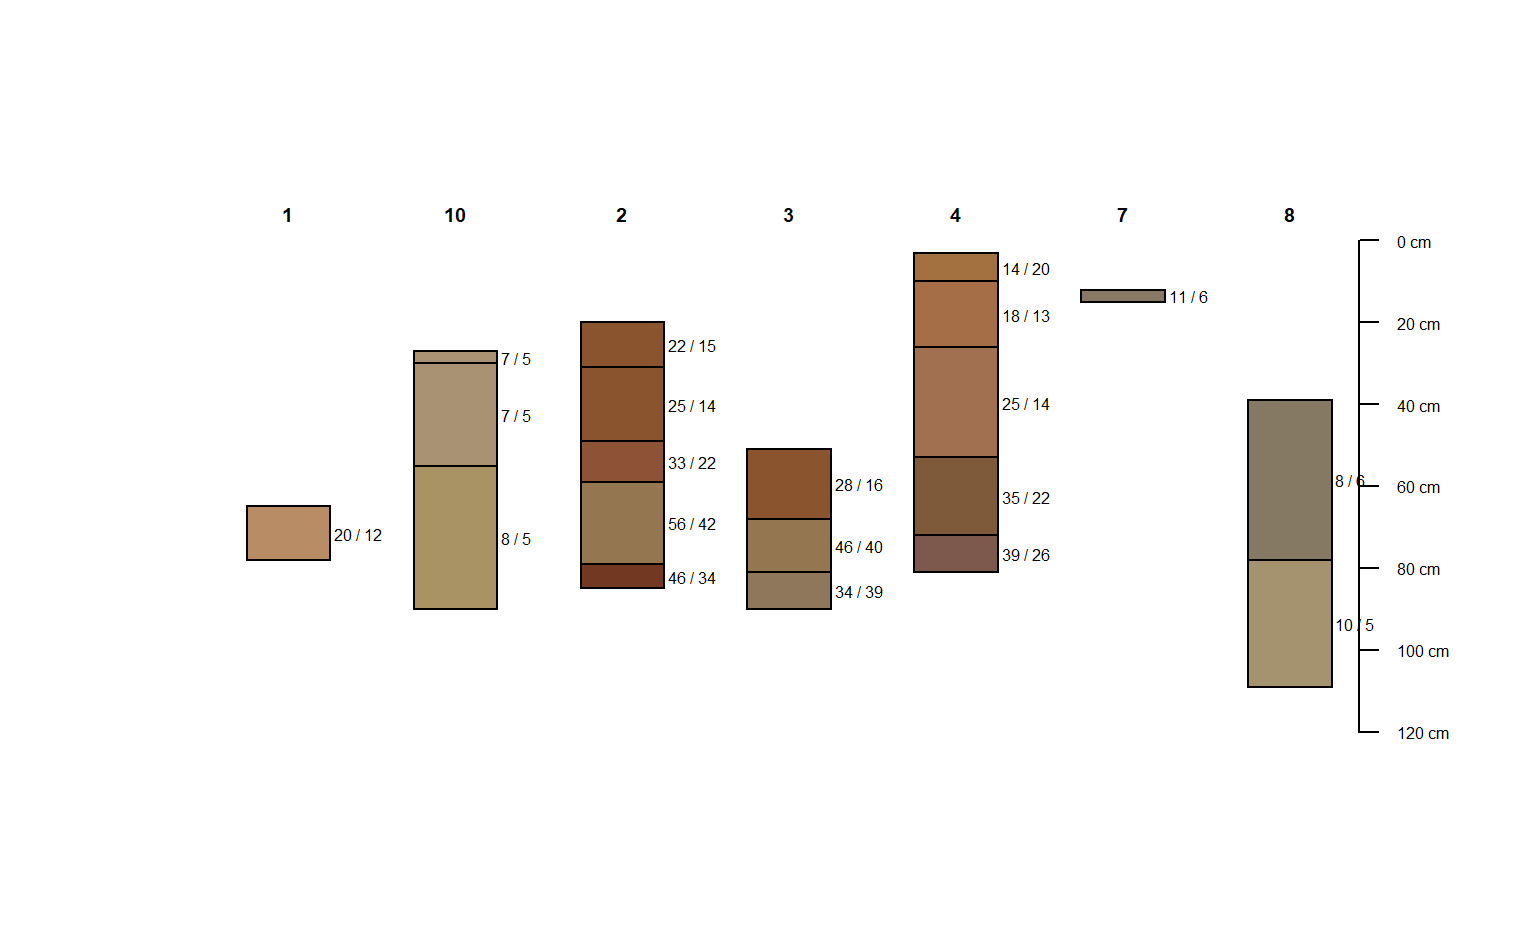 1 10 2 3 4 7 8
0 cm
14 / 20
11 / 6
18 / 13
20 cm
22 / 15
7 / 5
25 / 14
25 / 14
40 cm
7 / 5
33 / 22
8 / 6
28 / 16
60 cm
35 / 22
56 / 42
20 / 12
8 / 5
46 / 40
39 / 26
80 cm
46 / 34
34 / 39
10 / 5
100 cm
120 cm